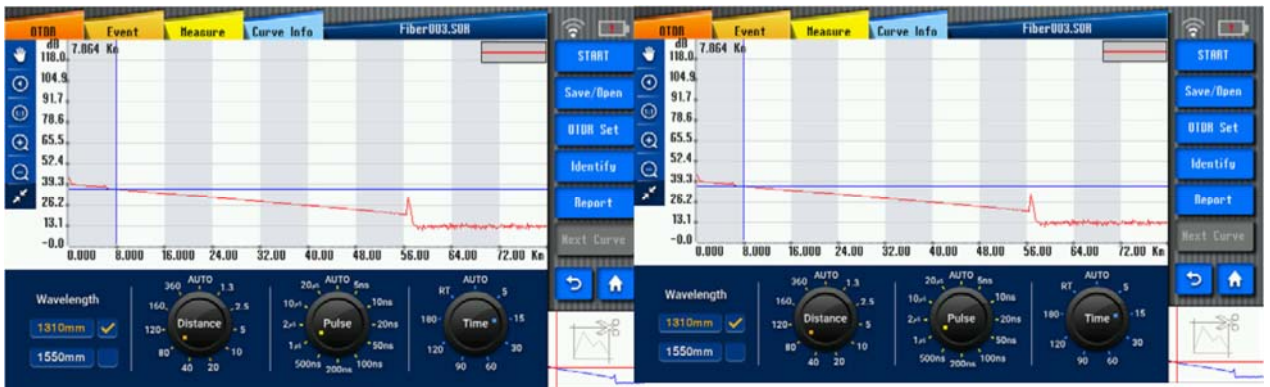 OTDR Event Measure Curve Info Fiber003.SOR
dB 7.864 Km
118.0
104.9
91.7
78.6
65.5
52.4
39.3
26.2
13.1
-0.0
0.000 8.000 16.000 24.00 32.00 40.00 48.00 56.00 64.00 72.00 Km
START
Save/Open
OTDR Set
Identify
Report
Next Curve
Wavelength
1310mm
1550mm
Distance
AUTO 1.3 2.5 5 10 20 40 80 120 160 360
Pulse
AUTO 5ns 10ns 20ns 50ns 100ns 200ns 500ns 1μs 2μs 10μs 20μs
Time
RT 5 15 30 60 90 120 180
OTDR Event Measure Curve Info Fiber003.SOR
dB 7.864 Km
118.0
104.9
91.7
78.6
65.5
52.4
39.3
26.2
13.1
-0.0
0.000 8.000 16.000 24.00 32.00 40.00 48.00 56.00 64.00 72.00 Km
START
Save/Open
OTDR Set
Identify
Report
Next Curve
Wavelength
1310mm
1550mm
Distance
AUTO 1.3 2.5 5 10 20 40 80 120 160 360
Pulse
AUTO 5ns 10ns 20ns 50ns 100ns 200ns 500ns 1μs 2μs 10μs 20μs
Time
RT 5 15 30 60 90 120 180